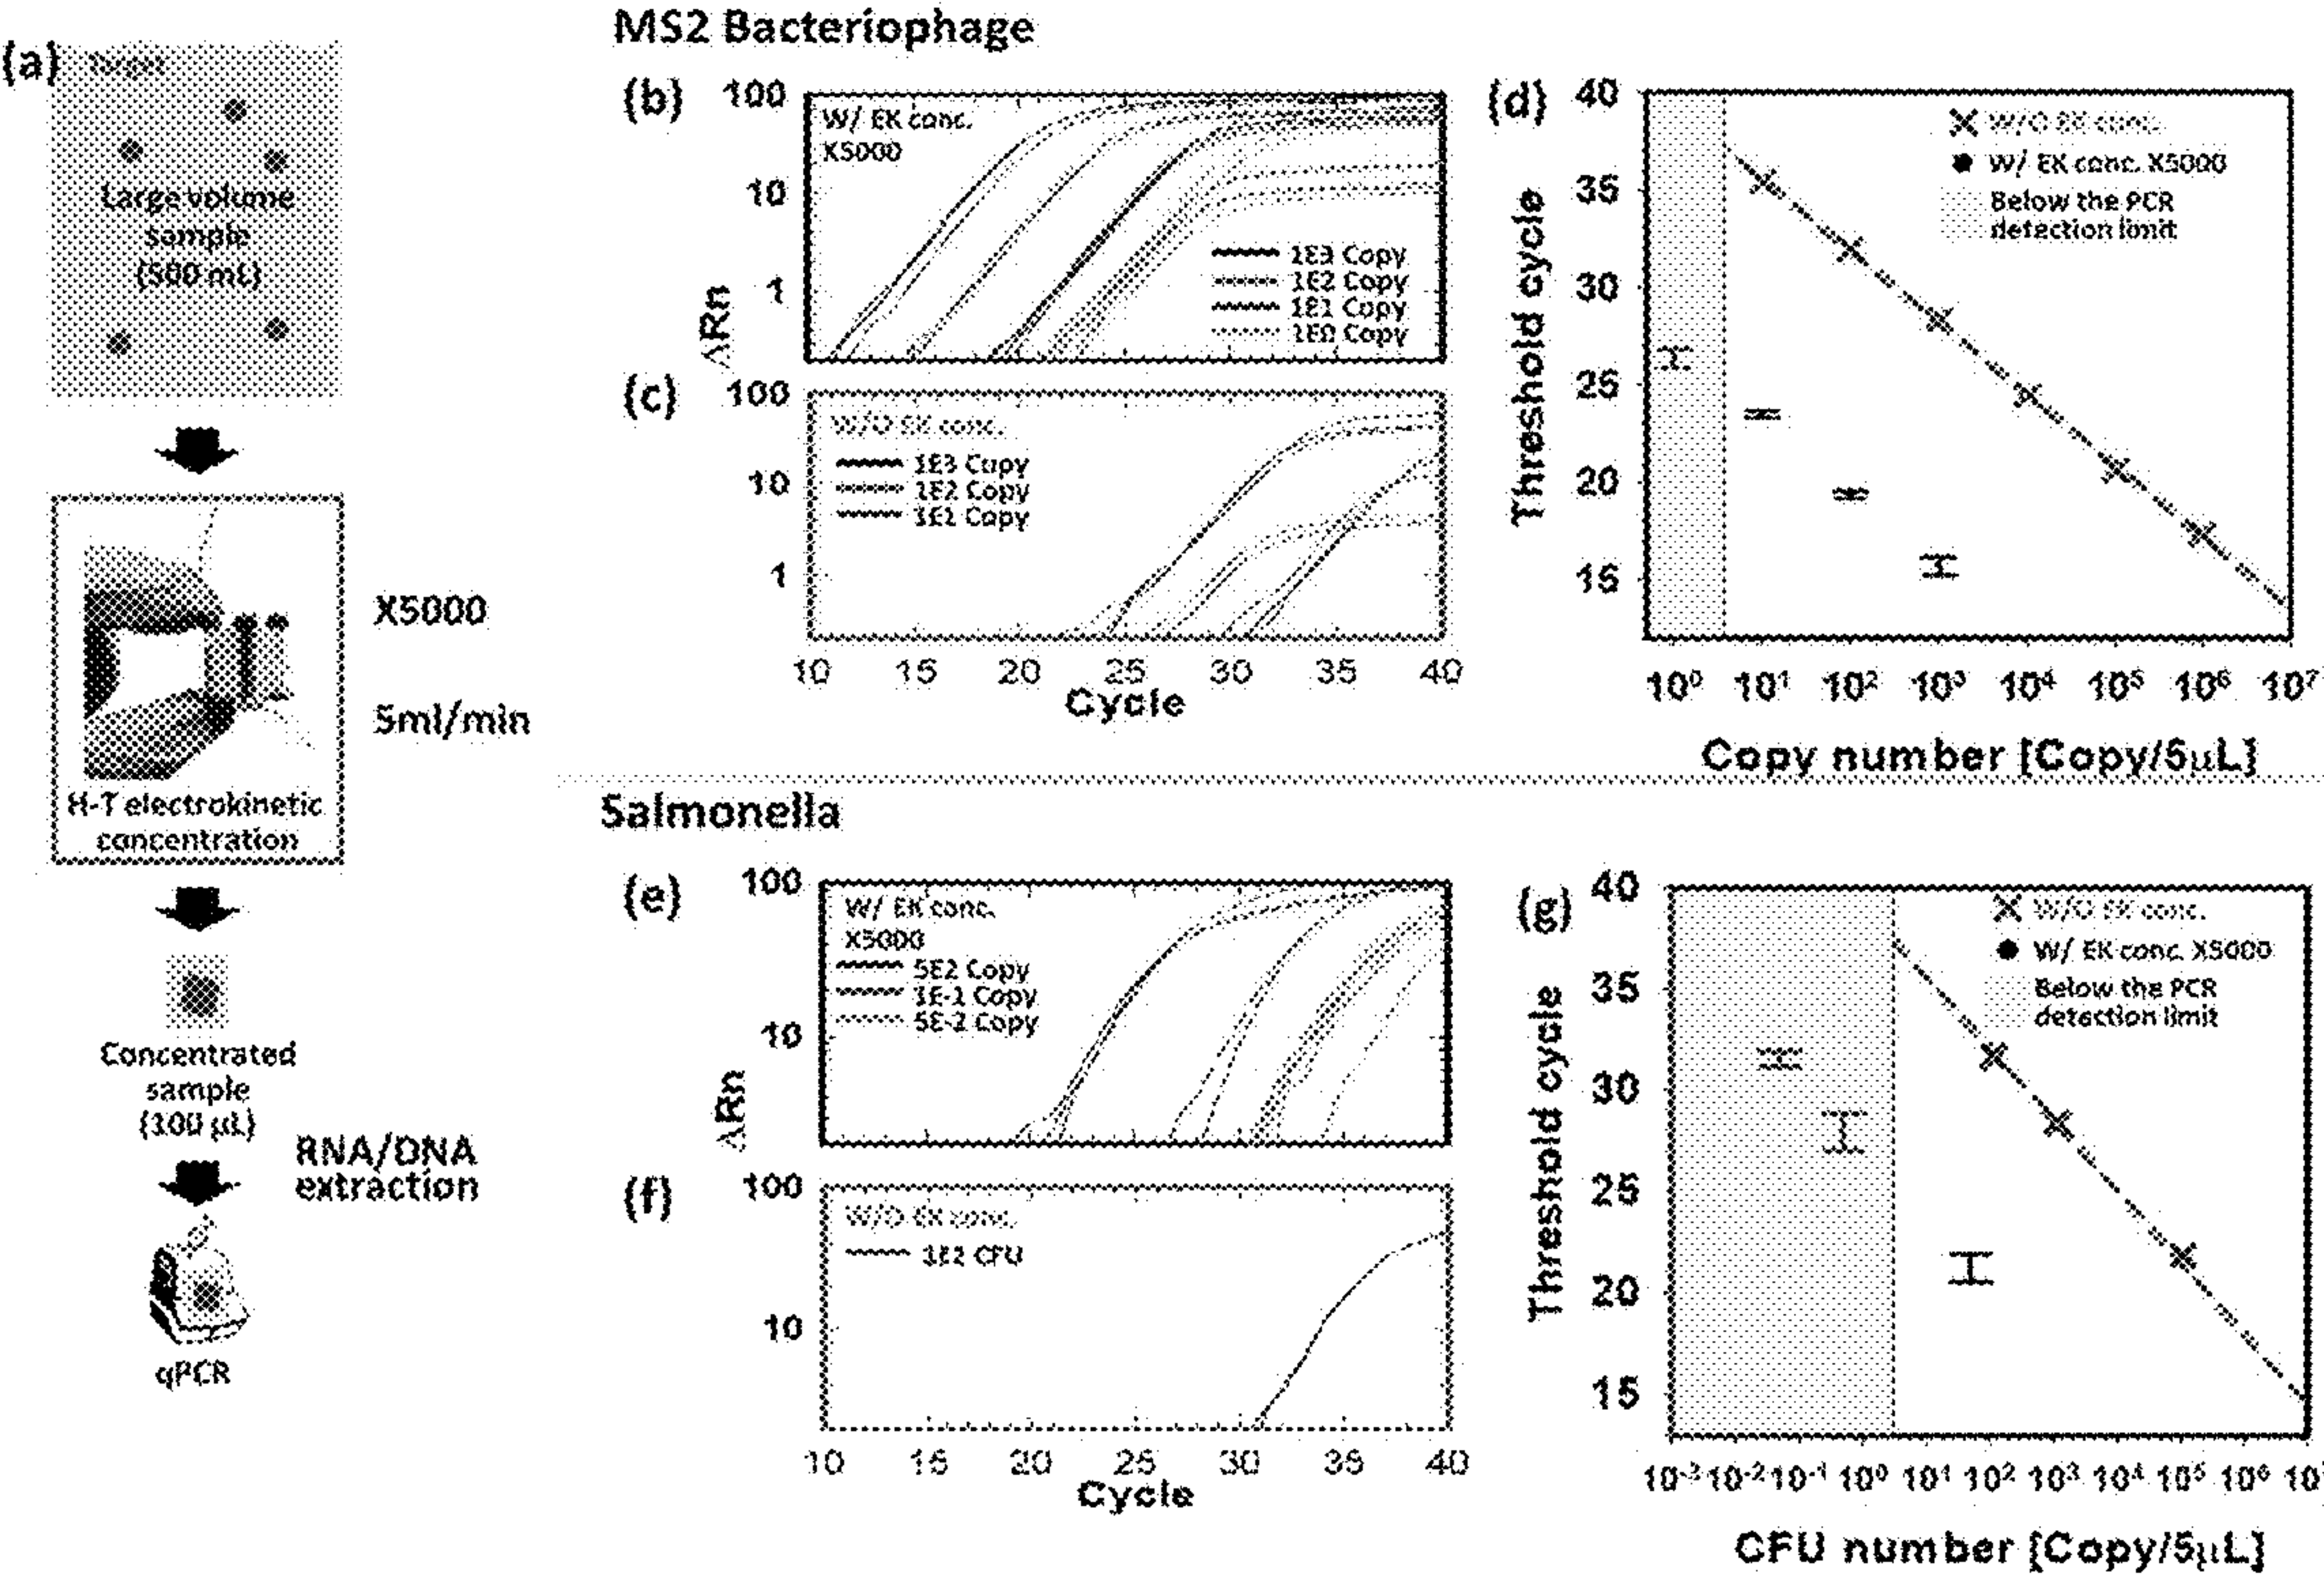 MS2 Bacteriophage
(a)
Target
Large volume
sample
(500 mL)
X5000
5ml/min
H-T electrokinetic
concentration
Concentrated
sample
(100 µL)
RNA/DNA
extraction
qPCR
(b)
100
10
1
W/ EK conc.
X5000
1E3 Copy
1E2 Copy
1E1 Copy
1E0 Copy
ΔRn
(c)
100
10
1
W/O EK conc.
1E3 Copy
1E2 Copy
1E1 Copy
10 15 20 25 30 35 40
Cycle
(d)
40
35
30
25
20
15
Threshold cycle
W/O EK conc.
W/ EK conc. X5000
Below the PCR
detection limit
10⁰ 10¹ 10² 10³ 10⁴ 10⁵ 10⁶ 10⁷
Copy number [Copy/5µL]
Salmonella
(e)
100
10
W/ EK conc.
X5000
5E2 Copy
1E-1 Copy
5E-2 Copy
ΔRn
(f)
100
10
W/O EK conc.
1E2 CFU
10 15 20 25 30 35 40
Cycle
(g)
40
35
30
25
20
15
Threshold cycle
W/O EK conc.
W/ EK conc. X5000
Below the PCR
detection limit
10⁻³ 10⁻² 10⁻¹ 10⁰ 10¹ 10² 10³ 10⁴ 10⁵ 10⁶
CFU number [Copy/5µL]